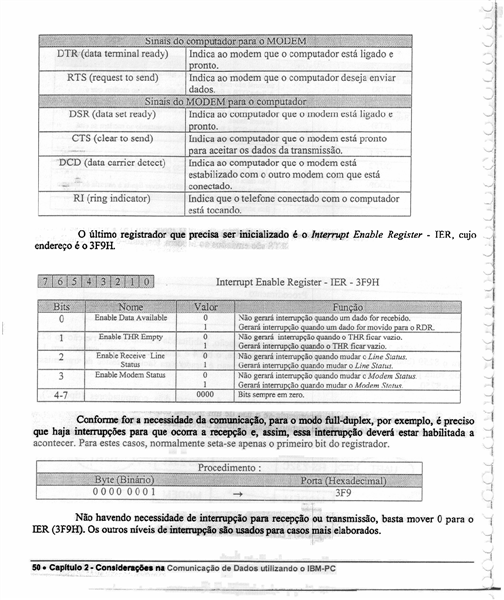 Sinais do computador para o MODEM
DTR (data terminal ready) Indica ao modem que o computador está ligado e
pronto.
RTS (request to send) Indica ao modem que o computador deseja enviar
dados.
Sinais do MODEM para o computador
DSR (data set ready) Indica ao computador que o modem está ligado e
pronto.
CTS (clear to send) Indica ao computador que o modem está pronto
para aceitar os dados da transmissão.
DCD (data carrier detect) Indica ao computador que o modem está
estabilizado com o outro modem com que está
conectado.
RI (ring indicator) Indica que o telefone conectado com o computador
está tocando.
O último registrador que precisa ser inicializado é o Interrupt Enable Register - IER, cujo
endereço é o 3F9H.
7 6 5 4 3 2 1 0 Interrupt Enable Register - IER - 3F9H
Bits Nome Valor Função
0 Enable Data Available 0 Não gerará interrupção quando um dado for recebido.
1 Gerará interrupção quando um dado for movido para o RDR.
1 Enable THR Empty 0 Não gerará interrupção quando o THR ficar vazio.
1 Gerará interrupção quando o THR ficar vazio.
2 Enable Receive Line 0 Não gerará interrupção quando mudar o Line Status.
Status 1 Gerará interrupção quando mudar o Line Status.
3 Enable Modem Status 0 Não gerará interrupção quando mudar o Modem Status.
1 Gerará interrupção quando mudar o Modem Status.
4-7 0000 Bits sempre em zero.
Conforme for a necessidade da comunicação, para o modo full-duplex, por exemplo, é preciso
que haja interrupções para que ocorra a recepção e, assim, essa interrupção deverá estar habilitada a
acontecer. Para estes casos, normalmente seta-se apenas o primeiro bit do registrador.
Procedimento :
Byte (Binário) Porta (Hexadecimal)
0 0 0 0 0 0 0 1 → 3F9
Não havendo necessidade de interrupção para recepção ou transmissão, basta mover 0 para o
IER (3F9H). Os outros níveis de interrupção são usados para casos mais elaborados.
50 • Capítulo 2 - Considerações na Comunicação de Dados utilizando o IBM-PC